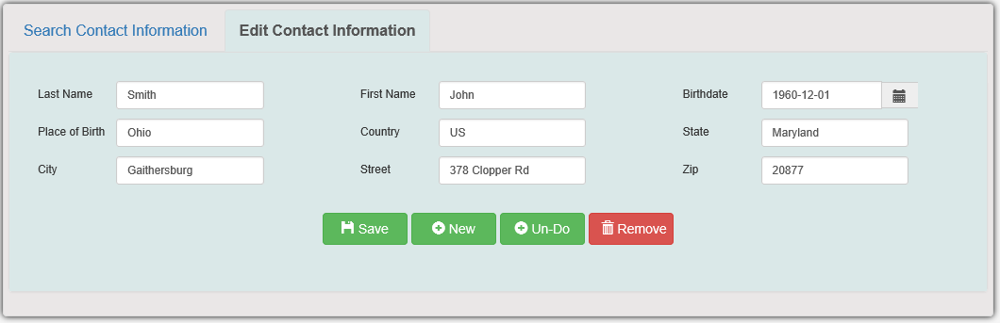 Search Contact Information Edit Contact Information
Last Name Smith First Name John Birthdate 1960-12-01
Place of Birth Ohio Country US State Maryland
City Gaithersburg Street 378 Clopper Rd Zip 20877
Save New Un-Do Remove